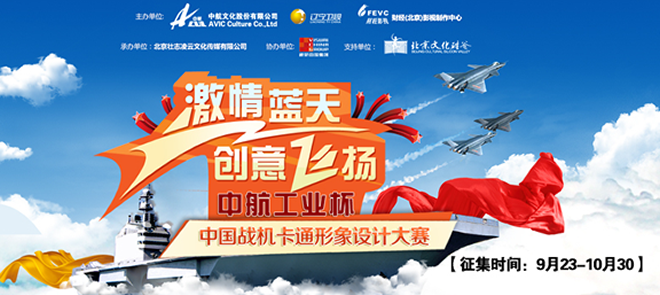 主办单位: 中航文化股份有限公司 AVIC Culture Co.,Ltd 辽宁卫视 FEVC 财经(北京)影视制作中心
承办单位: 北京壮志凌云文化传媒有限公司 协办单位: 支持单位: 北京文化硅谷
激情蓝天
创意飞扬
中航工业杯
中国战机卡通形象设计大赛
【征集时间: 9月23-10月30】